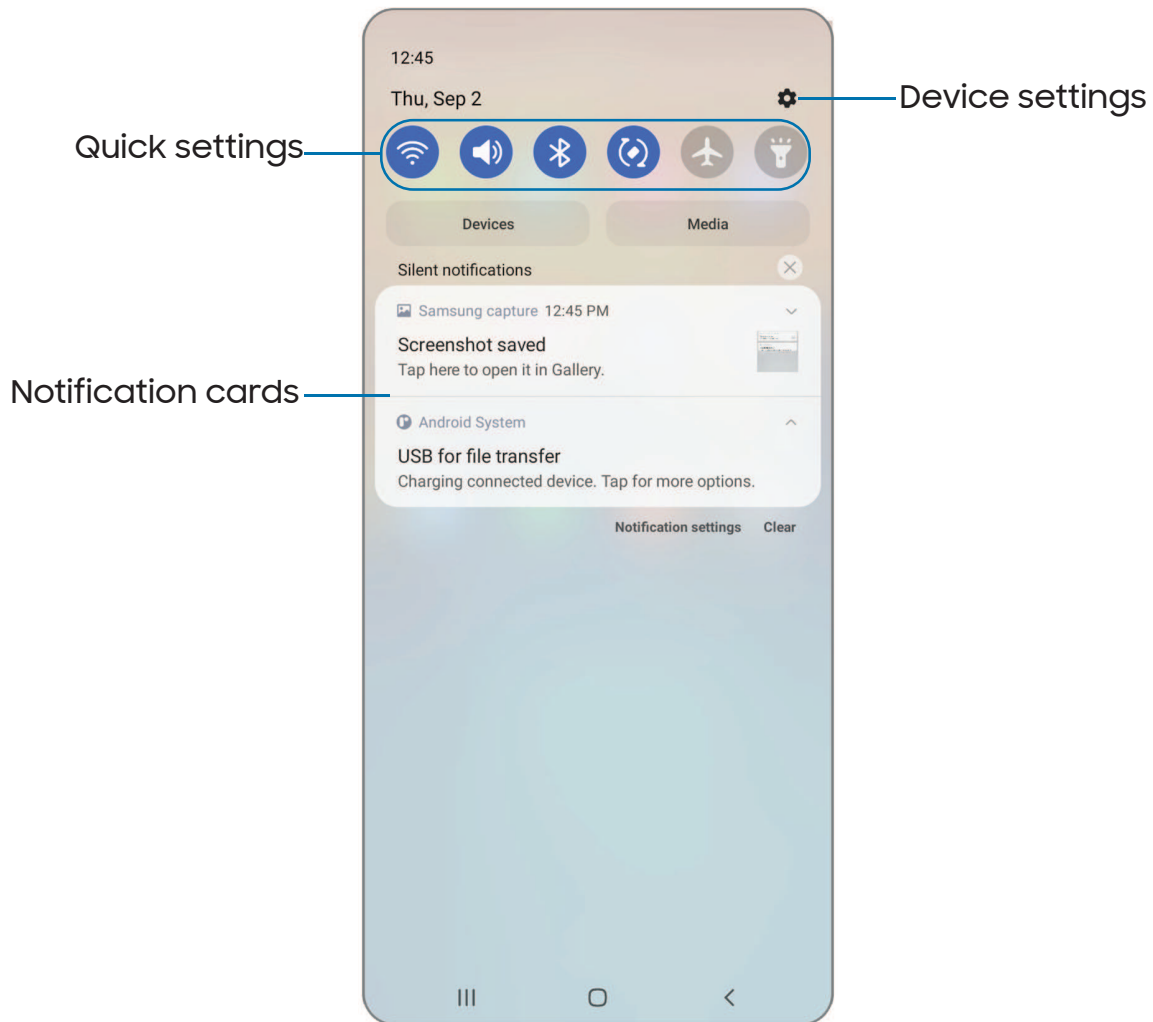 12:45
Thu, Sep 2
Device settings
Quick settings
Devices
Media
Silent notifications
Samsung capture 12:45 PM
Screenshot saved
Tap here to open it in Gallery.
Notification cards
Android System
USB for file transfer
Charging connected device. Tap for more options.
Notification settings Clear